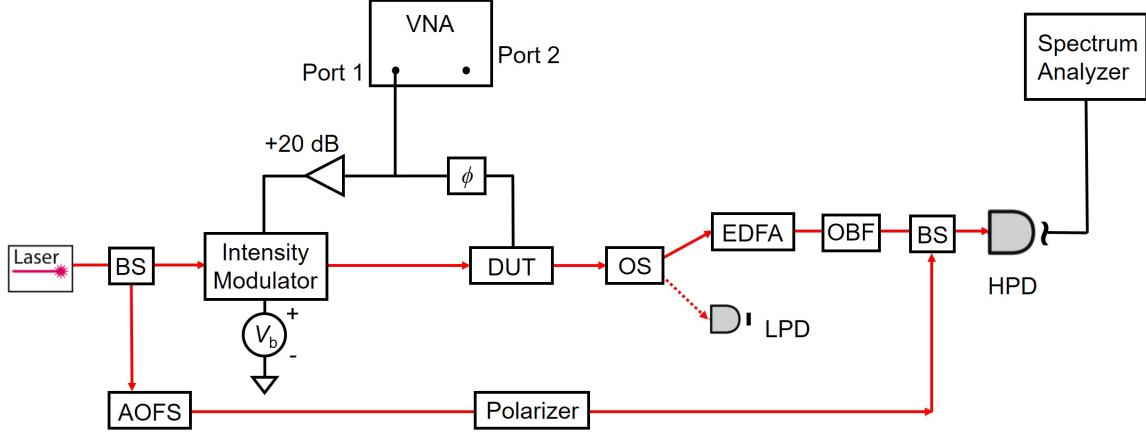 VNA
Port 1
Port 2
Spectrum
Analyzer
+20 dB
ϕ
Laser
BS
Intensity
Modulator
DUT
OS
EDFA
OBF
BS
HPD
LPD
+
Vb
-
AOFS
Polarizer